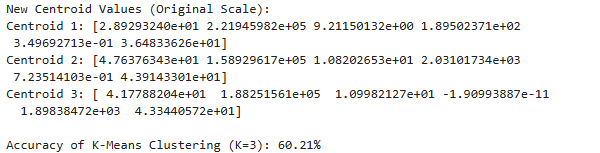 New Centroid Values (Original Scale):
Centroid 1: [2.89293240e+01 2.21945982e+05 9.21150132e+00 1.89502371e+02
3.49692713e-01 3.64833626e+01]
Centroid 2: [4.76376343e+01 1.58929617e+05 1.08202653e+01 2.03101734e+03
7.23514103e-01 4.39143301e+01]
Centroid 3: [ 4.17788204e+01 1.88251561e+05 1.09982127e+01 -1.90993887e-11
1.89838472e+03 4.33440572e+01]
Accuracy of K-Means Clustering (K=3): 60.21%